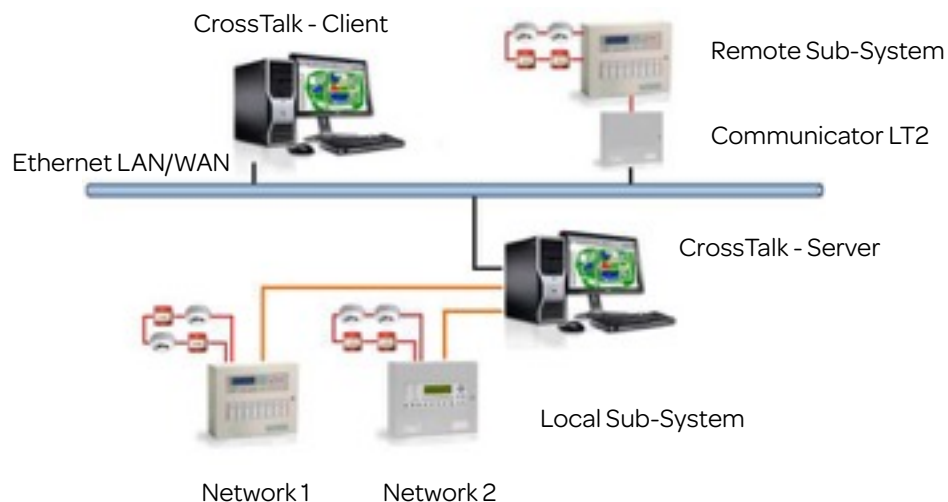 CrossTalk - Client
Remote Sub-System
Communicator LT2
Ethernet LAN/WAN
CrossTalk - Server
Local Sub-System
Network 1
Network 2